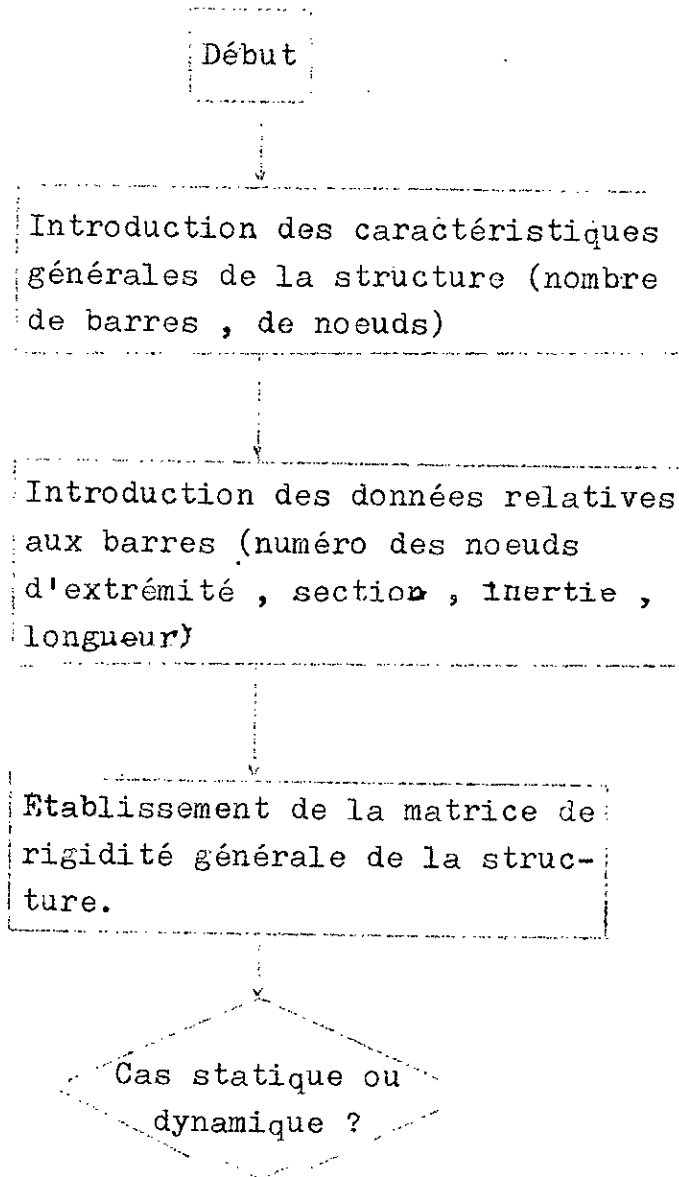 Début
Introduction des caractéristiques
générales de la structure (nombre
de barres , de noeuds)
Introduction des données relatives
aux barres (numéro des noeuds
d'extrémité , section , inertie ,
longueur)
Etablissement de la matrice de
rigidité générale de la struc-
ture.
Cas statique ou
dynamique ?